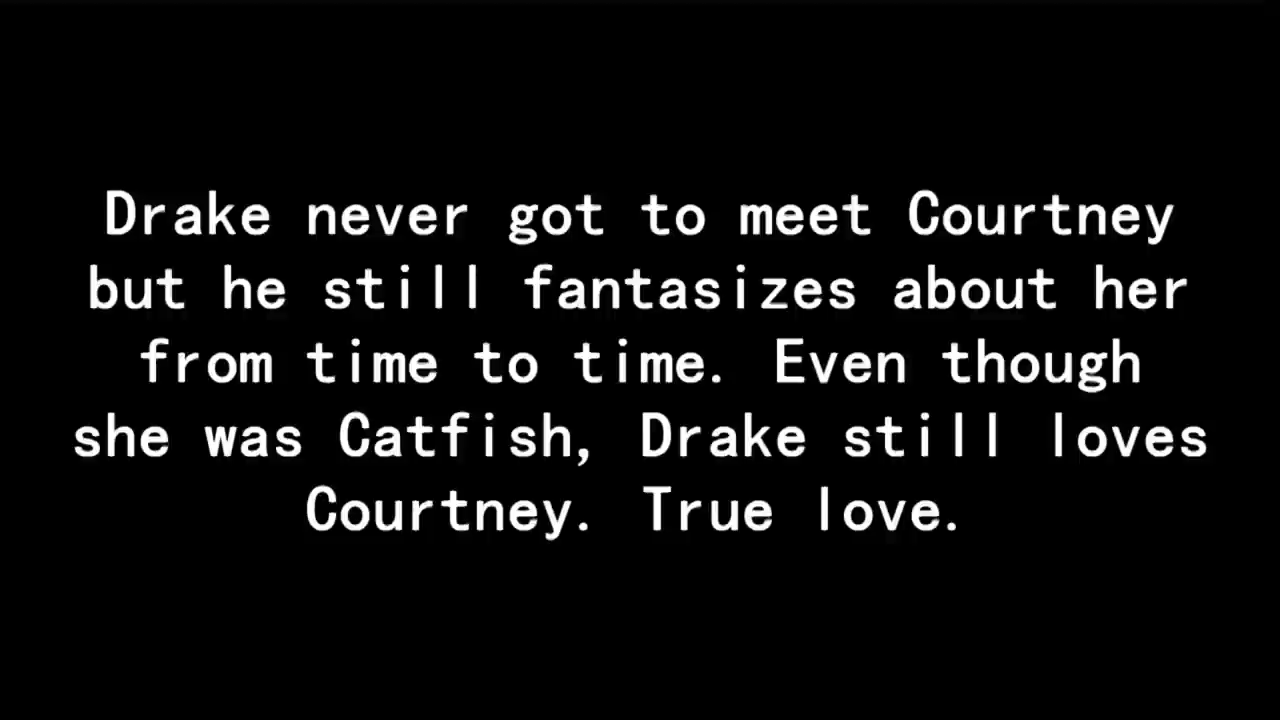 Drake never got to meet Courtney
but he still fantasizes about her
from time to time. Even though
she was Catfish, Drake still loves
Courtney. True love.